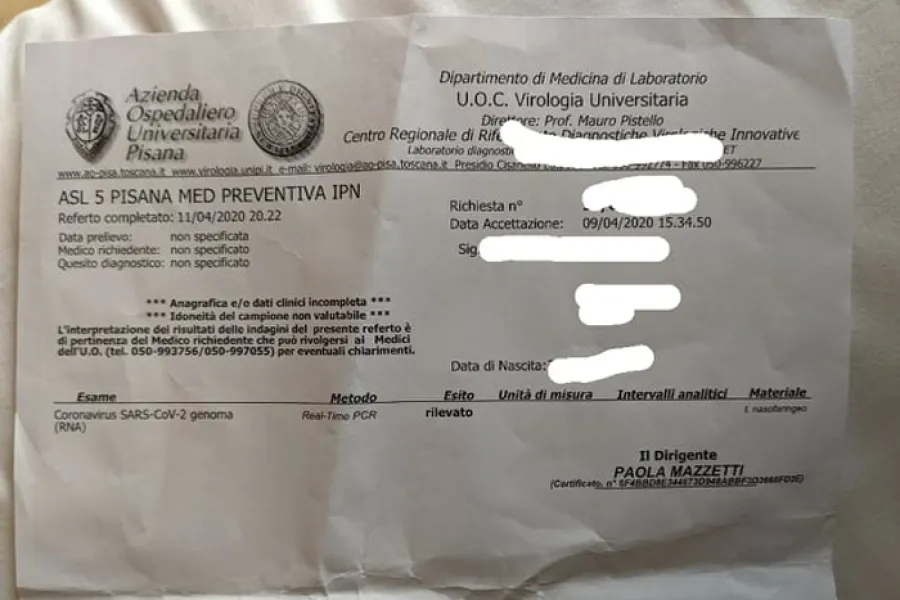 Azienda
Ospedaliero
Universitaria
Pisana
www.ao-pisa.toscana.it www.virologia.unipi.it e-mail: virologia@ao-pisa.toscana.it Presidio
Fax 050-996227
Dipartimento di Medicina di Laboratorio
U.O.C. Virologia Universitaria
Direttore: Prof. Mauro Pistello
Centro Regionale di Diagnostiche Virologiche Innovative
Laboratorio
ASL 5 PISANA MED PREVENTIVA IPN
Referto completato: 11/04/2020 20.22
Data prelievo: non specificata
Medico richiedente: non specificato
Quesito diagnostico: non specificato
Richiesta n°
Data Accettazione: 09/04/2020 15.34.50
Sig.
*** Anagrafica e/o dati clinici incompleta ***
*** Idoneità del campione non valutabile ***
L'interpretazione dei risultati delle indagini del presente referto è
di pertinenza del Medico richiedente che può rivolgersi ai Medici
dell'U.O. (tel. 050-993756/050-997055) per eventuali chiarimenti.
Data di Nascita:
Esame Metodo Esito Unità di misura Intervalli analitici Materiale
Coronavirus SARS-CoV-2 genoma Real-Time PCR rilevato t. nasofaringeo
(RNA)
Il Dirigente
PAOLA MAZZETTI
(Certificato. n°